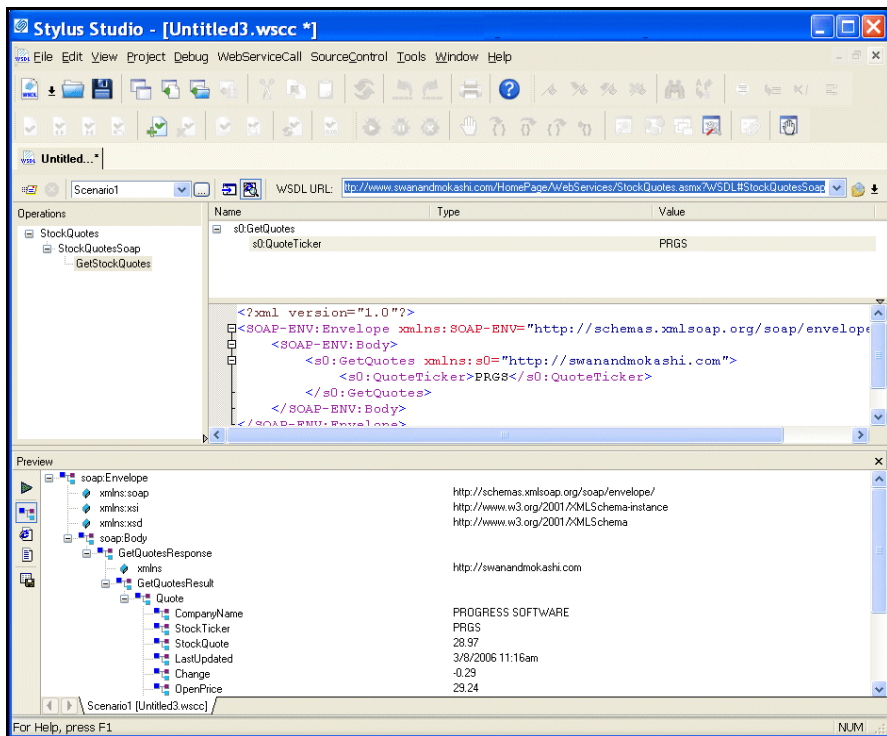 Stylus Studio - [Untitled3.wscc *]
File Edit View Project Debug WebServiceCall SourceControl Tools Window Help
Untitled...*
Scenario1 WSDL URL: ttp://www.swanandmokashi.com/HomePage/WebServices/StockQuotes.asmx?WSDL#StockQuotesSoap
Operations
StockQuotes
StockQuotesSoap
GetStockQuotes
Name Type Value
s0:GetQuotes
s0:QuoteTicker PRGS
<?xml version="1.0"?>
<SOAP-ENV:Envelope xmlns:SOAP-ENV="http://schemas.xmlsoap.org/soap/envelope
<SOAP-ENV:Body>
<s0:GetQuotes xmlns:s0="http://swanandmokashi.com">
<s0:QuoteTicker>PRGS</s0:QuoteTicker>
</s0:GetQuotes>
</SOAP-ENV:Body>
</SOAP-ENV:Envelope>
Preview
soap:Envelope
xmlns:soap http://schemas.xmlsoap.org/soap/envelope/
xmlns:xsi http://www.w3.org/2001/XMLSchema-instance
xmlns:xsd http://www.w3.org/2001/XMLSchema
soap:Body
GetQuotesResponse
xmlns http://swanandmokashi.com
GetQuotesResult
Quote
CompanyName PROGRESS SOFTWARE
StockTicker PRGS
StockQuote 28.97
LastUpdated 3/8/2006 11:16am
Change -0.29
OpenPrice 29.24
Scenario1 [Untitled3.wscc]
For Help, press F1 NUM